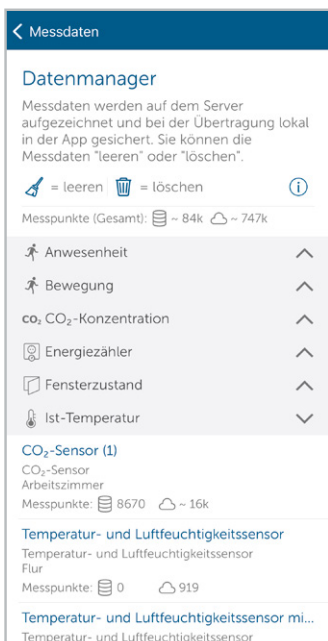 Messdaten
Datenmanager
Messdaten werden auf dem Server
aufgezeichnet und bei der Übertragung lokal
in der App gesichert. Sie können die
Messdaten "leeren" oder "löschen".
= leeren = löschen
Messpunkte (Gesamt): ~ 84k ~ 747k
Anwesenheit
Bewegung
CO₂ CO₂-Konzentration
Energiezähler
Fensterzustand
Ist-Temperatur
CO₂-Sensor (1)
CO₂-Sensor
Arbeitszimmer
Messpunkte: 8670 ~ 16k
Temperatur- und Luftfeuchtigkeitssensor
Temperatur- und Luftfeuchtigkeitssensor
Flur
Messpunkte: 0 919
Temperatur- und Luftfeuchtigkeitssensor mi...
Temperatur- und Luftfeuchtigkeitssensor